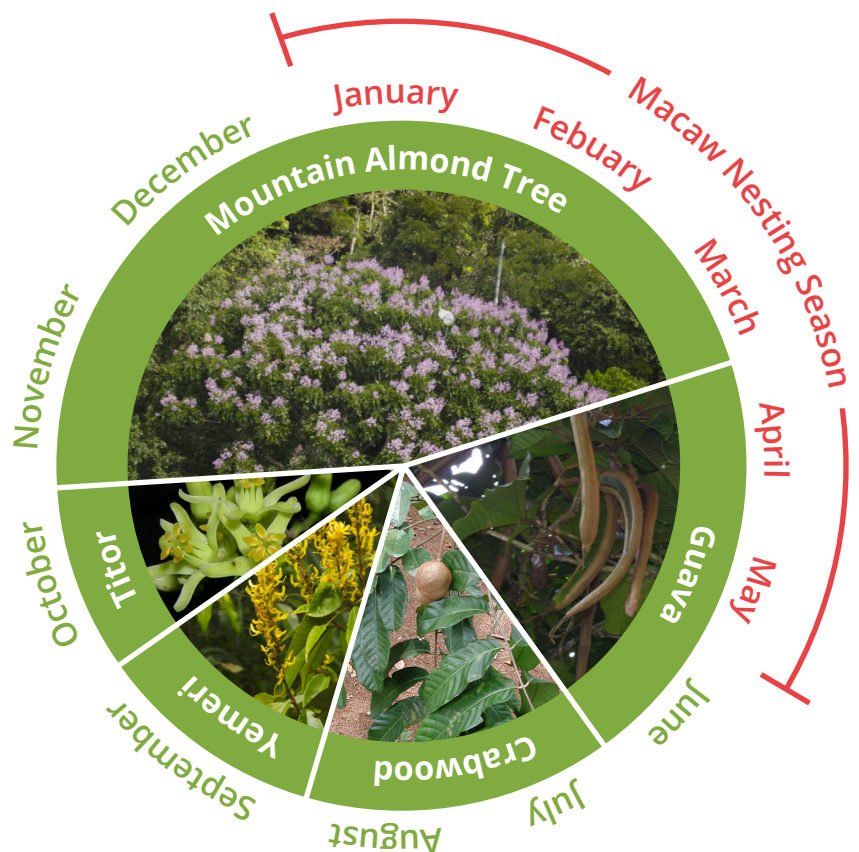 Macaw Nesting Season
January
Febuary
March
April
May
June
July
August
September
October
November
December
Mountain Almond Tree
Guava
Crabwood
Yemeri
Titor